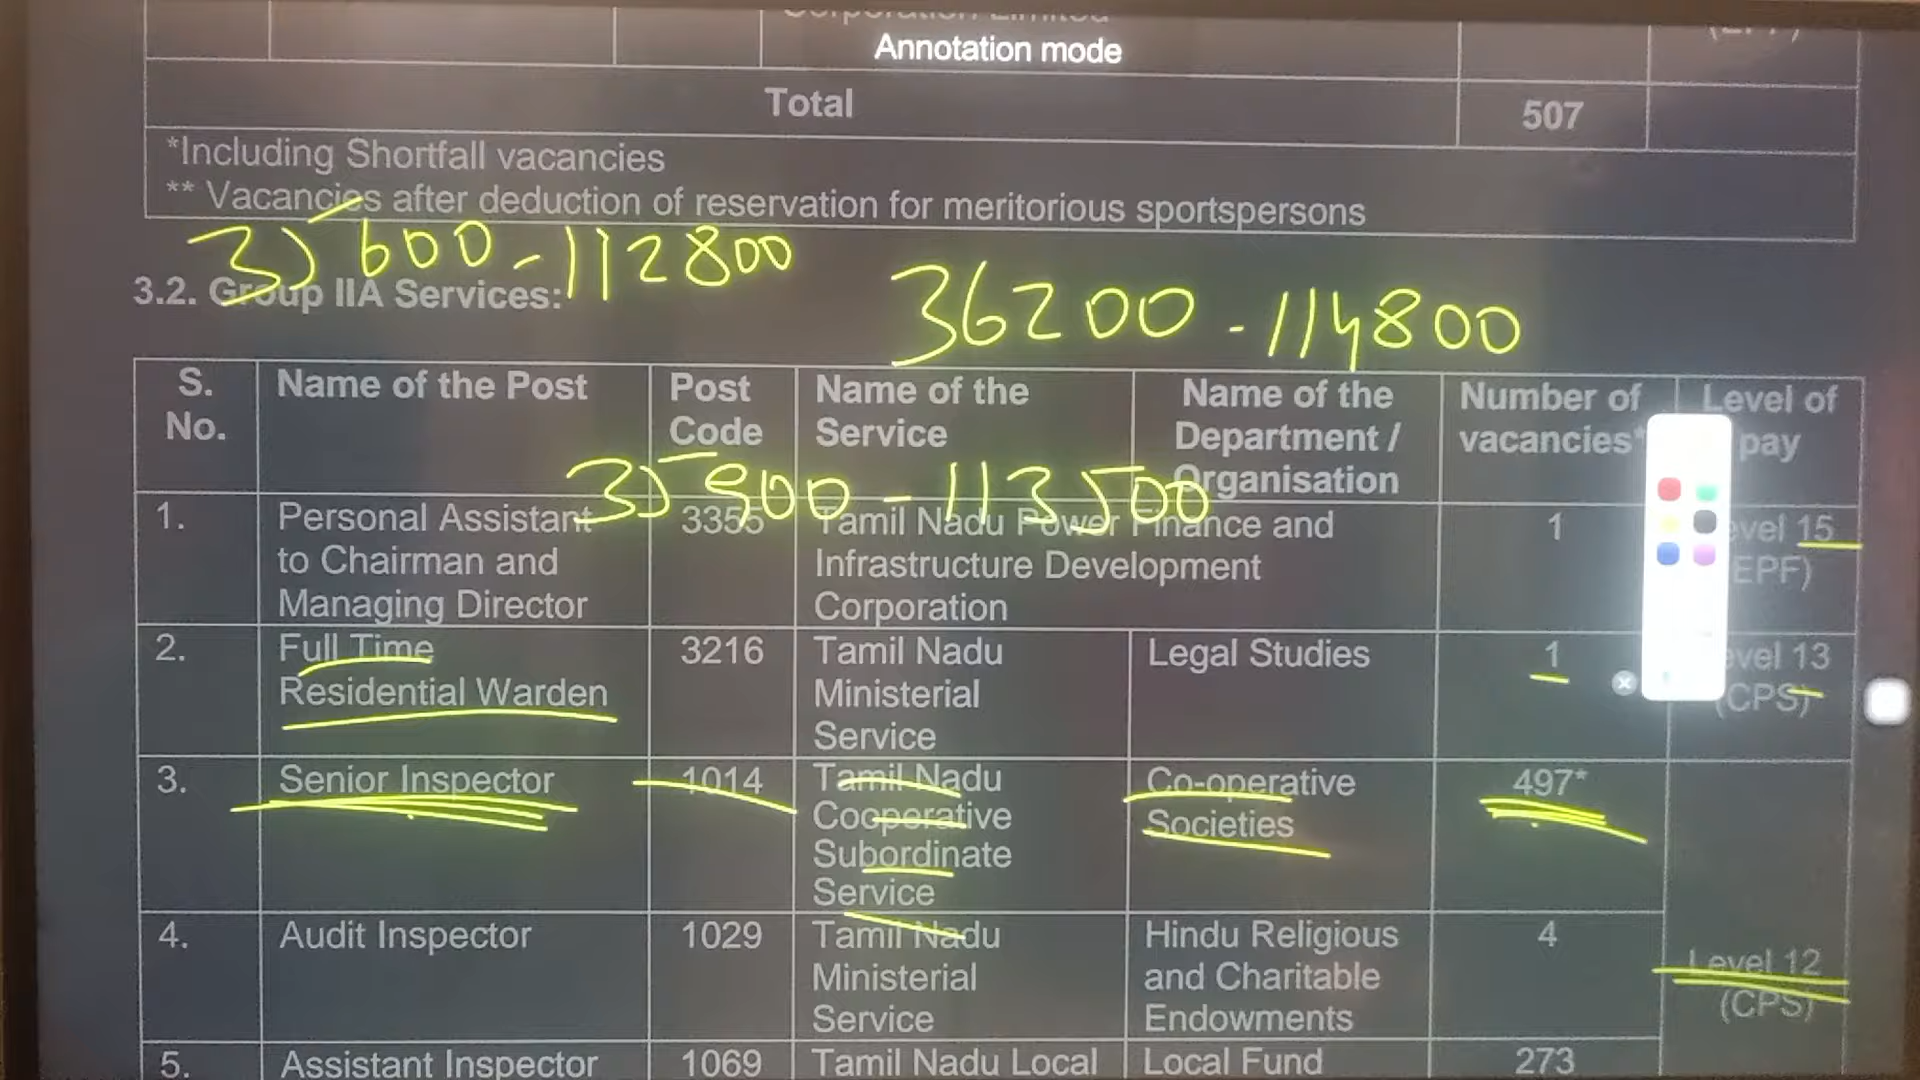 Annotation mode
Total 507
*Including Shortfall vacancies
** Vacancies after deduction of reservation for meritorious sportspersons
35600 - 112800
3.2. Group IIA Services:
36200 - 114800
S. No. Name of the Post Post Code Name of the Service Name of the Department / Organisation Number of vacancies* Level of pay
35900 - 113500
1. Personal Assistant to Chairman and Managing Director 3355 Tamil Nadu Power Finance and Infrastructure Development Corporation 1 15 EPF)
2. Full Time Residential Warden 3216 Tamil Nadu Ministerial Service Legal Studies 1 13 (CPS)
3. Senior Inspector 1014 Tamil Nadu Cooperative Subordinate Service Co-operative Societies 497*
4. Audit Inspector 1029 Tamil Nadu Ministerial Service Hindu Religious and Charitable Endowments 4 Level 12 (CPS)
5. Assistant Inspector 1069 Tamil Nadu Local Local Fund 273